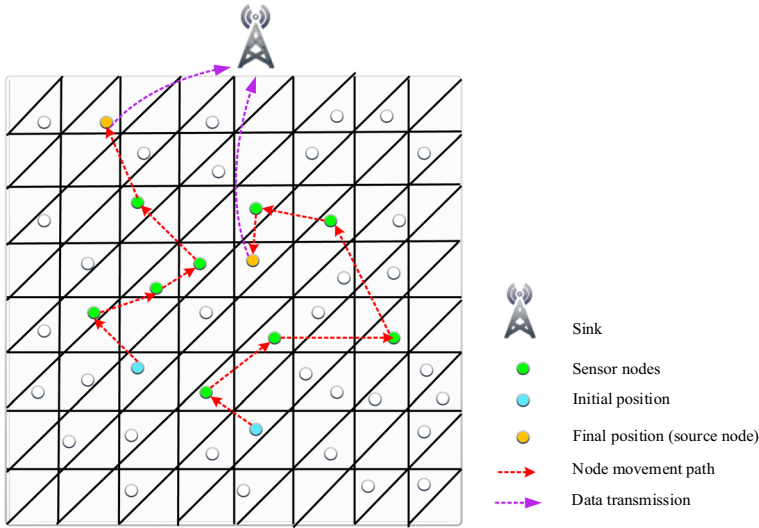 Sink
Sensor nodes
Initial position
Final position (source node)
Node movement path
Data transmission